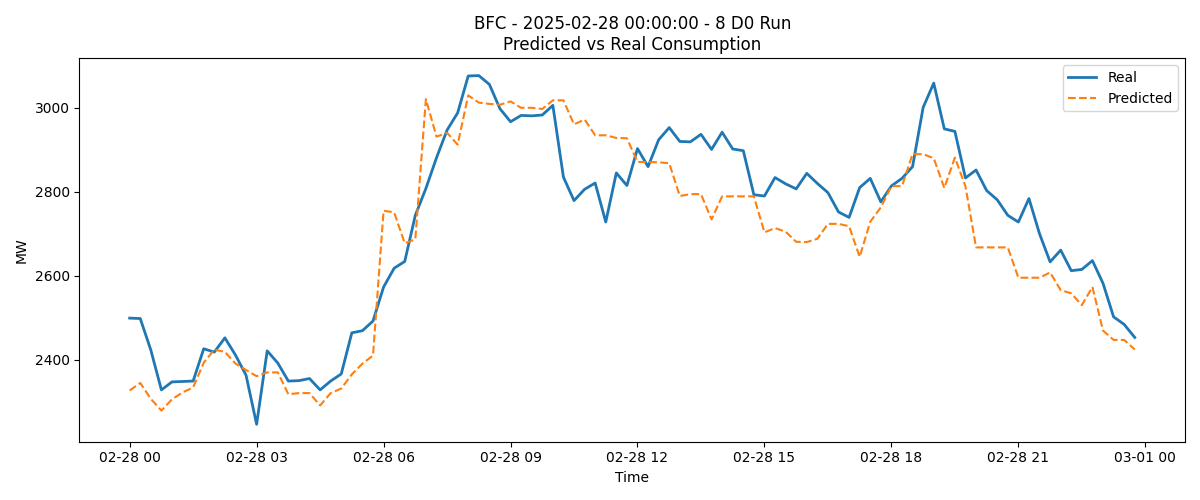 BFC - 2025-02-28 00:00:00 - 8 D0 Run
Predicted vs Real Consumption
Real
Predicted
MW
3000
2800
2600
2400
02-28 00
02-28 03
02-28 06
02-28 09
02-28 12
02-28 15
02-28 18
02-28 21
03-01 00
Time